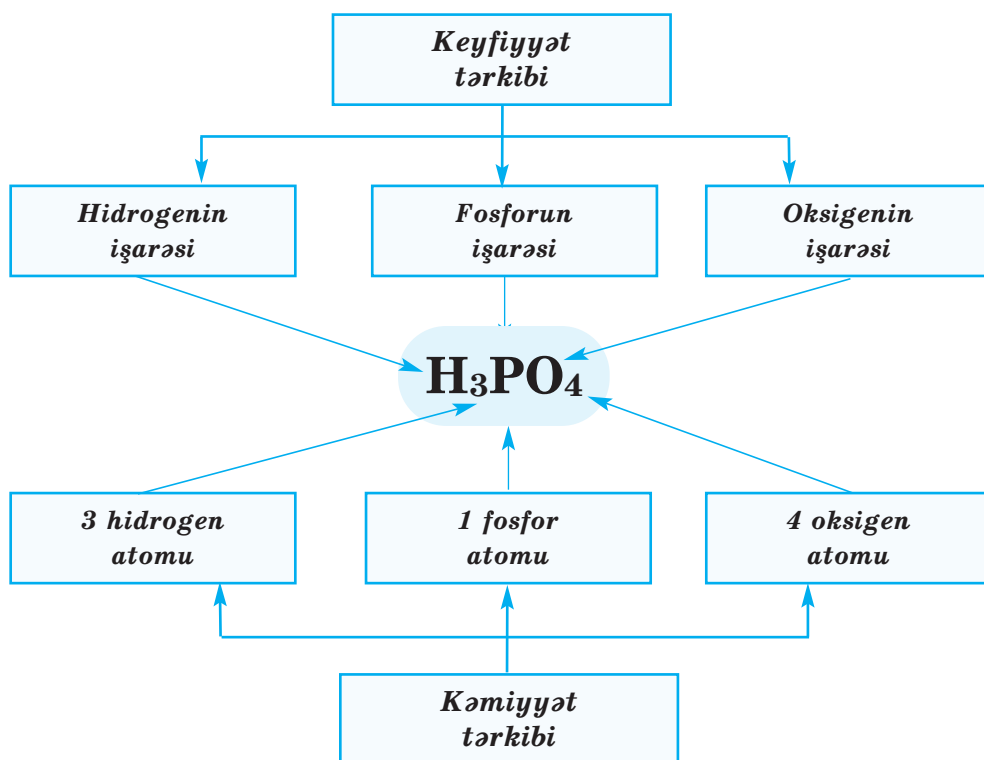 Keyfiyyət
tərkibi
Hidrogenin
işarəsi
Fosforun
işarəsi
Oksigenin
işarəsi
H₃PO₄
3 hidrogen
atomu
1 fosfor
atomu
4 oksigen
atomu
Kəmiyyət
tərkibi